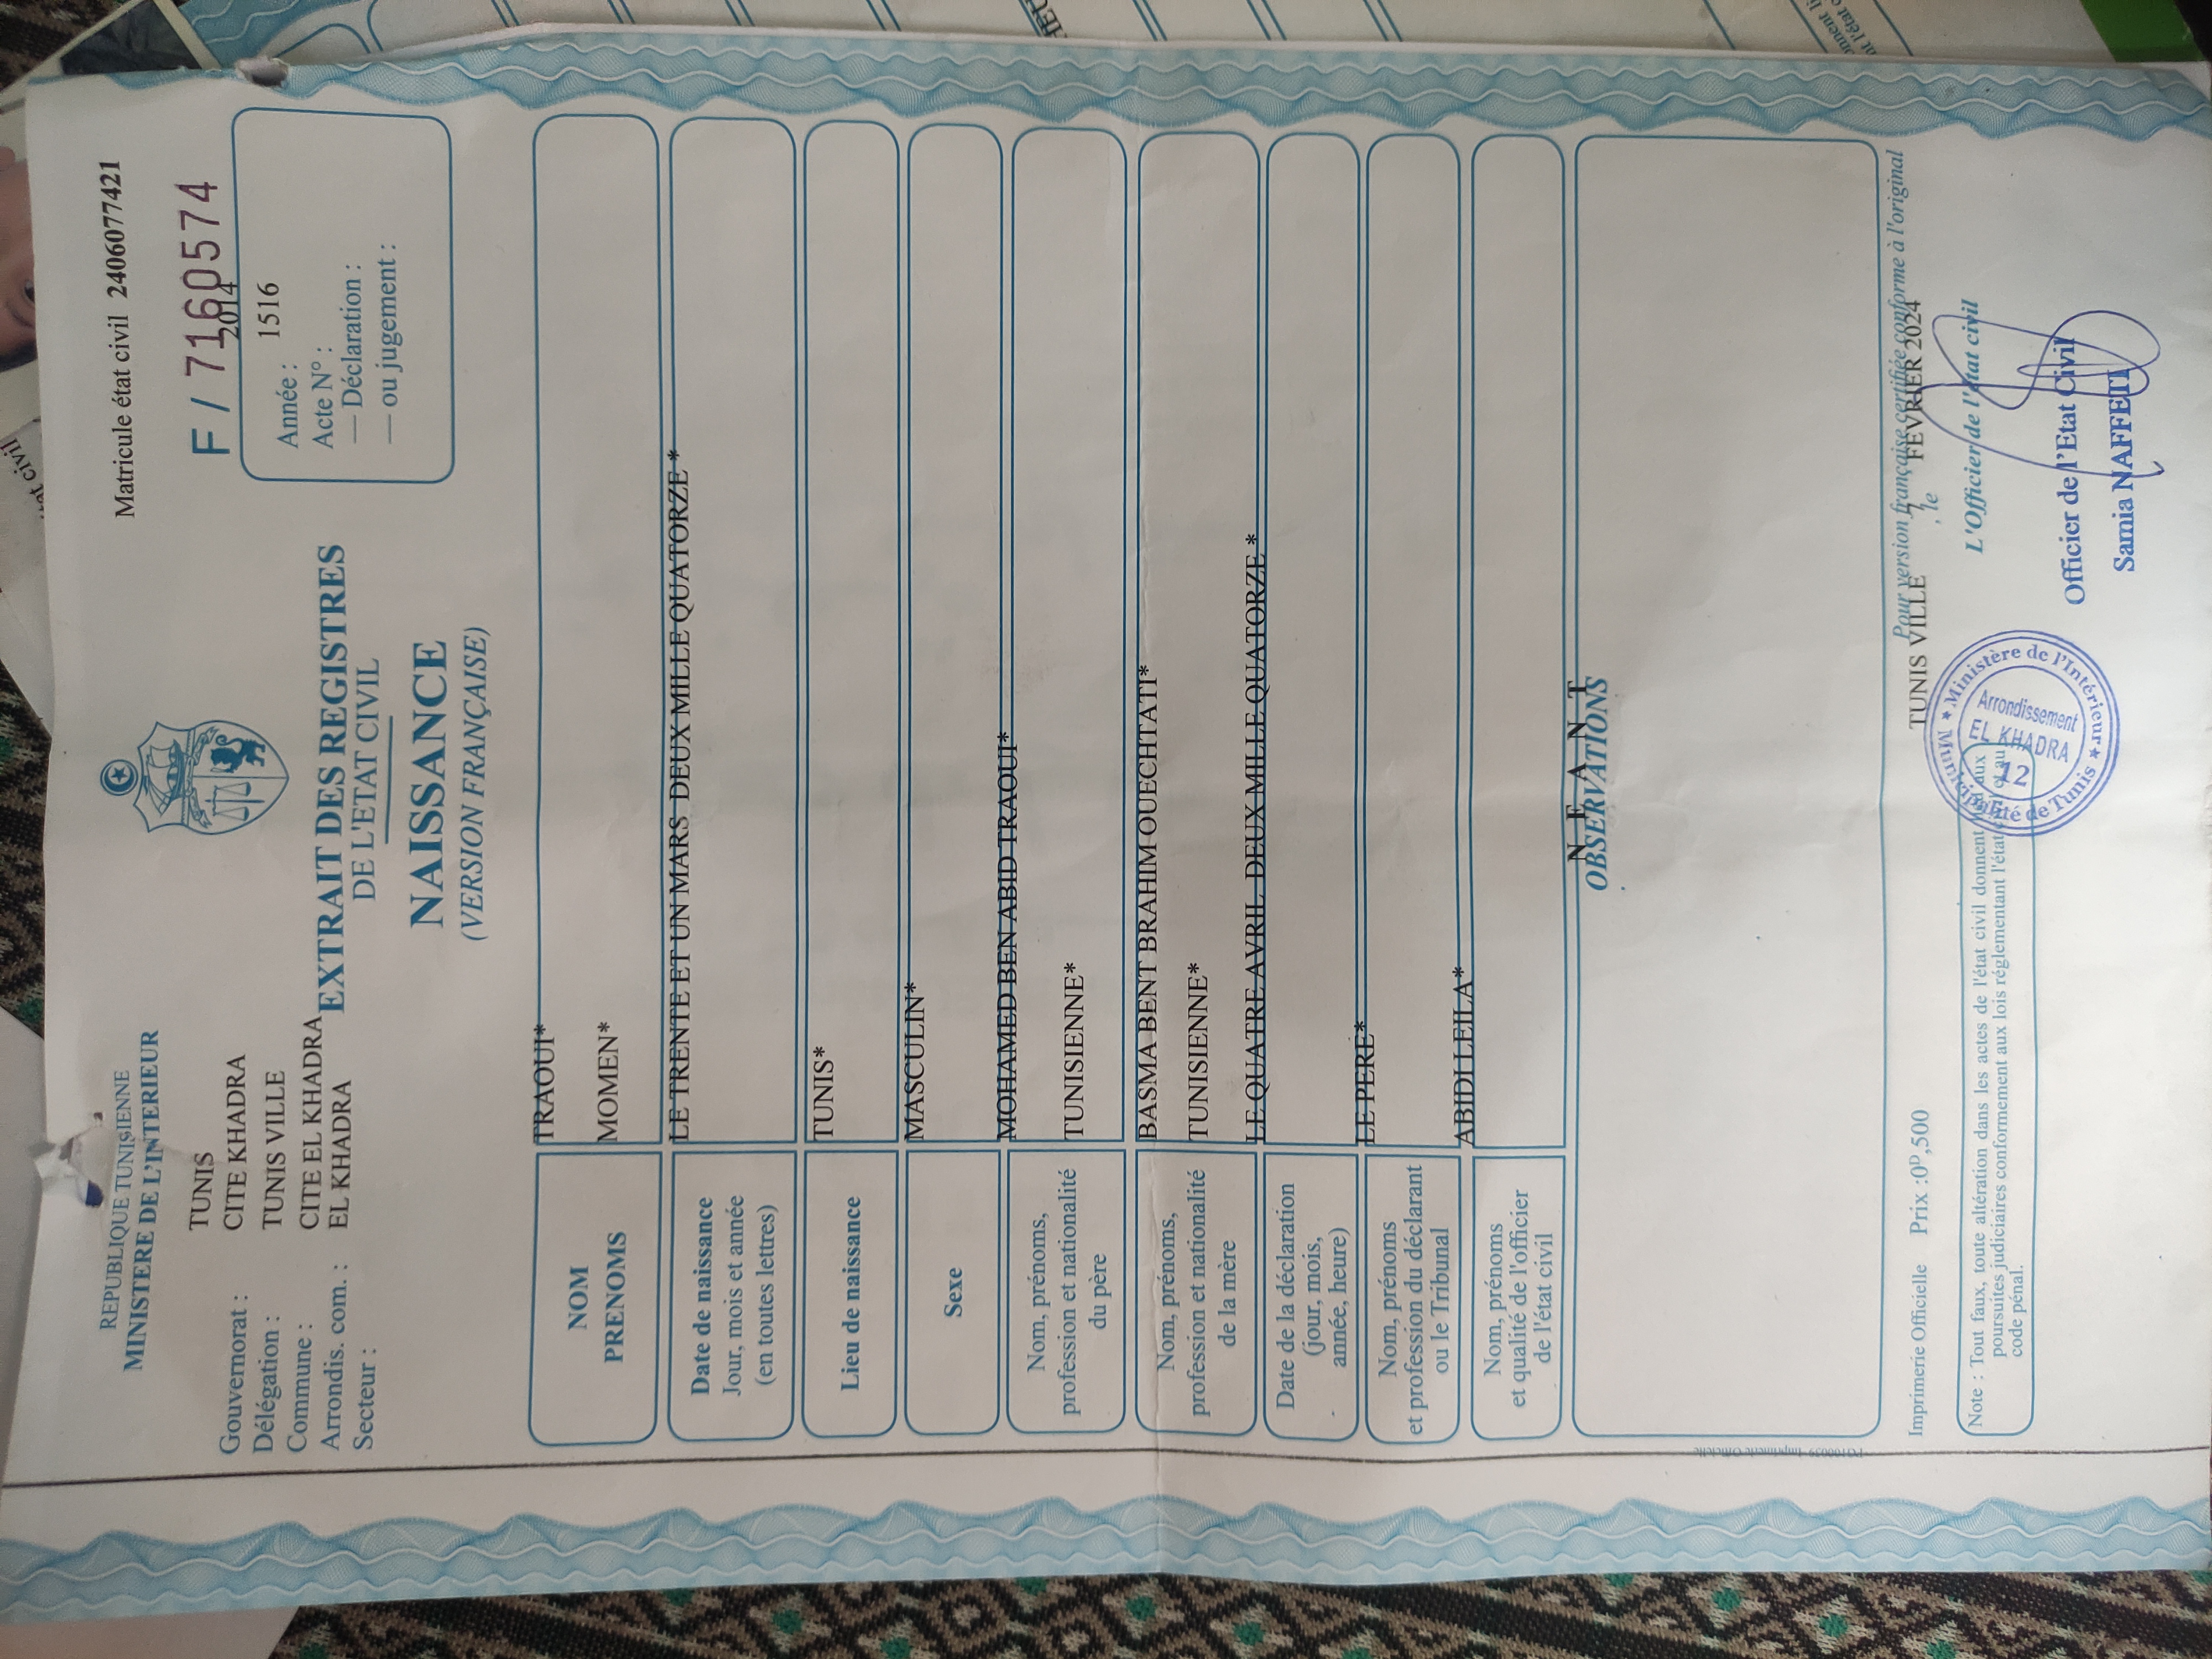 REPUBLIQUE TUNISIENNE
MINISTERE DE L'INTERIEUR
Matricule état civil 2406077421
F / 7160574
Gouvernorat : TUNIS
Délégation : CITE KHADRA
Commune : TUNIS VILLE
Arrondis. com. : CITE EL KHADRA
Secteur : EL KHADRA
Année : 2014
Acte N° : 1516
— Déclaration :
— ou jugement :
EXTRAIT DES REGISTRES
DE L'ETAT CIVIL
NAISSANCE
(VERSION FRANÇAISE)
NOM TRAOUI*
PRENOMS MOMEN*
Date de naissance
Jour, mois et année
(en toutes lettres)
LE TRENTE ET UN MARS DEUX MILLE QUATORZE *
Lieu de naissance TUNIS*
Sexe MASCULIN*
Nom, prénoms,
profession et nationalité
du père
MOHAMED BEN ABID TRAOUI*
TUNISIENNE*
Nom, prénoms,
profession et nationalité
de la mère
BASMA BENT BRAHIM OUECHTATI*
TUNISIENNE*
Date de la déclaration
(jour, mois,
année, heure)
LE QUATRE AVRIL DEUX MILLE QUATORZE *
Nom, prénoms
et profession du déclarant
ou le Tribunal
LE PERE*
Nom, prénoms
et qualité de l'officier
de l'état civil
ABIDI LEILA*
N E A N T
OBSERVATIONS
Imprimerie Officielle Prix :0D,500
Pour version française certifiée conforme à l'original
TUNIS VILLE , le 7 FEVRIER 2024
L'Officier de l'état civil
Note : Tout faux, toute altération dans les actes de l'état civil donnent aux
poursuites judiciaires conformément aux lois réglementant l'état et au
code pénal.
Municipalité de Tunis ★ Ministère de l'Intérieur ★
Arrondissement
EL KHADRA
12
Officier de l'Etat Civil
Samia NAFFETI